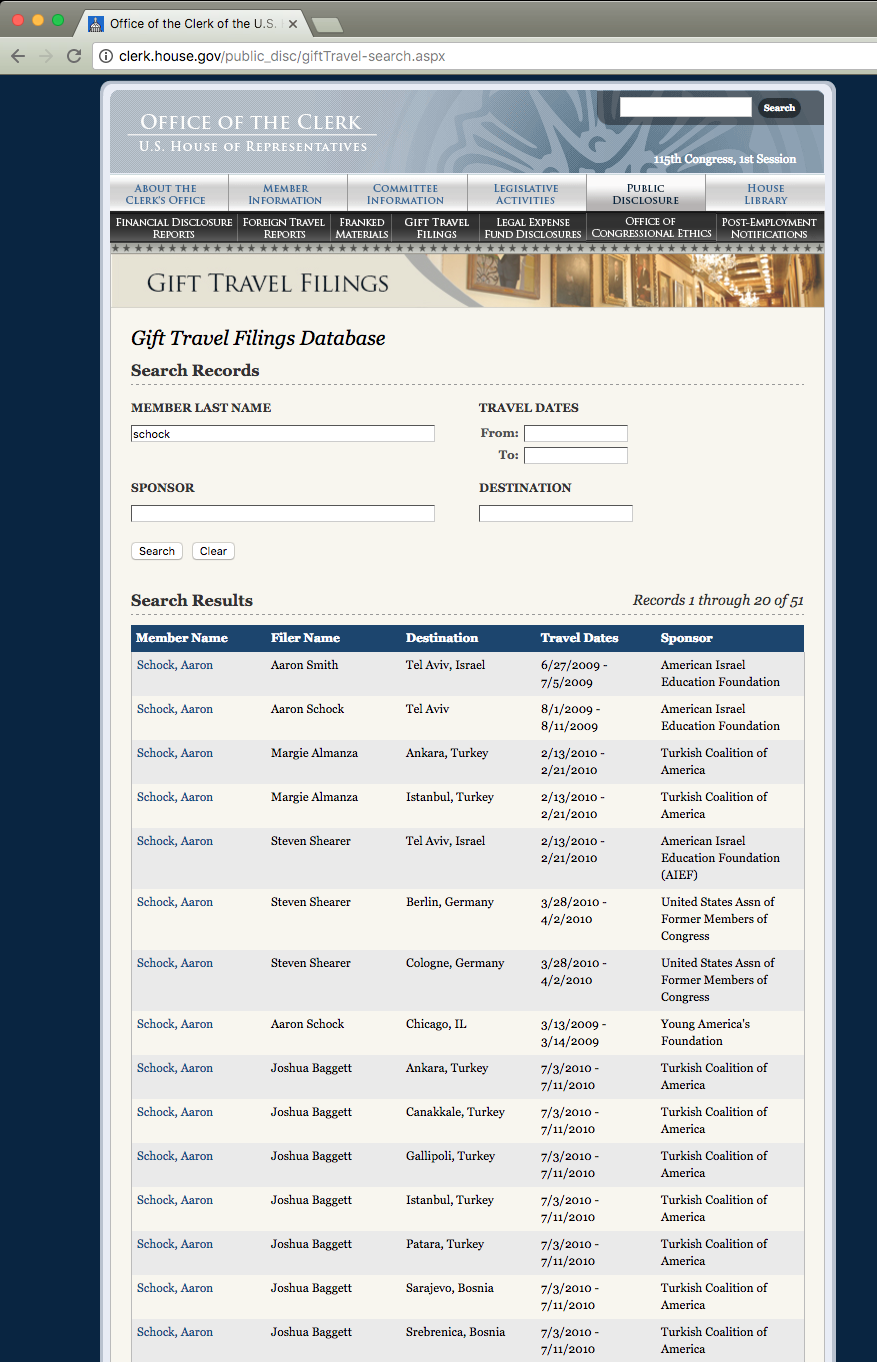 Office of the Clerk of the U.S.
clerk.house.gov/public_disc/giftTravel-search.aspx
Office of the Clerk
U.S. House of Representatives
Search
115th Congress, 1st Session
About the Clerk's Office
Member Information
Committee Information
Legislative Activities
Public Disclosure
House Library
Financial Disclosure Reports
Foreign Travel Reports
Franked Materials
Gift Travel Filings
Legal Expense Fund Disclosures
Office of Congressional Ethics
Post-Employment Notifications
Gift Travel Filings
Gift Travel Filings Database
Search Records
MEMBER LAST NAME
TRAVEL DATES
schock
From:
To:
SPONSOR
DESTINATION
Search Clear
Search Results Records 1 through 20 of 51
Member Name Filer Name Destination Travel Dates Sponsor
Schock, Aaron Aaron Smith Tel Aviv, Israel 6/27/2009 - 7/5/2009 American Israel Education Foundation
Schock, Aaron Aaron Schock Tel Aviv 8/1/2009 - 8/11/2009 American Israel Education Foundation
Schock, Aaron Margie Almanza Ankara, Turkey 2/13/2010 - 2/21/2010 Turkish Coalition of America
Schock, Aaron Margie Almanza Istanbul, Turkey 2/13/2010 - 2/21/2010 Turkish Coalition of America
Schock, Aaron Steven Shearer Tel Aviv, Israel 2/13/2010 - 2/21/2010 American Israel Education Foundation (AIEF)
Schock, Aaron Steven Shearer Berlin, Germany 3/28/2010 - 4/2/2010 United States Assn of Former Members of Congress
Schock, Aaron Steven Shearer Cologne, Germany 3/28/2010 - 4/2/2010 United States Assn of Former Members of Congress
Schock, Aaron Aaron Schock Chicago, IL 3/13/2009 - 3/14/2009 Young America's Foundation
Schock, Aaron Joshua Baggett Ankara, Turkey 7/3/2010 - 7/11/2010 Turkish Coalition of America
Schock, Aaron Joshua Baggett Canakkale, Turkey 7/3/2010 - 7/11/2010 Turkish Coalition of America
Schock, Aaron Joshua Baggett Gallipoli, Turkey 7/3/2010 - 7/11/2010 Turkish Coalition of America
Schock, Aaron Joshua Baggett Istanbul, Turkey 7/3/2010 - 7/11/2010 Turkish Coalition of America
Schock, Aaron Joshua Baggett Patara, Turkey 7/3/2010 - 7/11/2010 Turkish Coalition of America
Schock, Aaron Joshua Baggett Sarajevo, Bosnia 7/3/2010 - 7/11/2010 Turkish Coalition of America
Schock, Aaron Joshua Baggett Srebrenica, Bosnia 7/3/2010 - 7/11/2010 Turkish Coalition of America